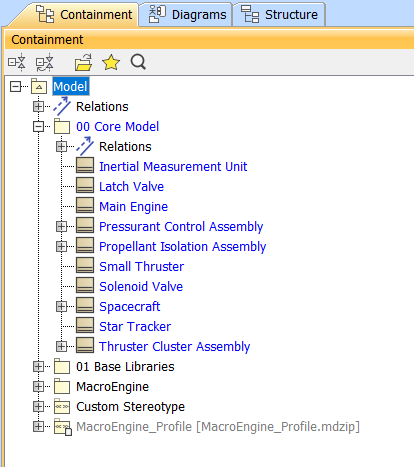 Containment Diagrams Structure
Containment
Model
Relations
00 Core Model
Relations
Inertial Measurement Unit
Latch Valve
Main Engine
Pressurant Control Assembly
Propellant Isolation Assembly
Small Thruster
Solenoid Valve
Spacecraft
Star Tracker
Thruster Cluster Assembly
01 Base Libraries
MacroEngine
Custom Stereotype
MacroEngine_Profile [MacroEngine_Profile.mdzip]